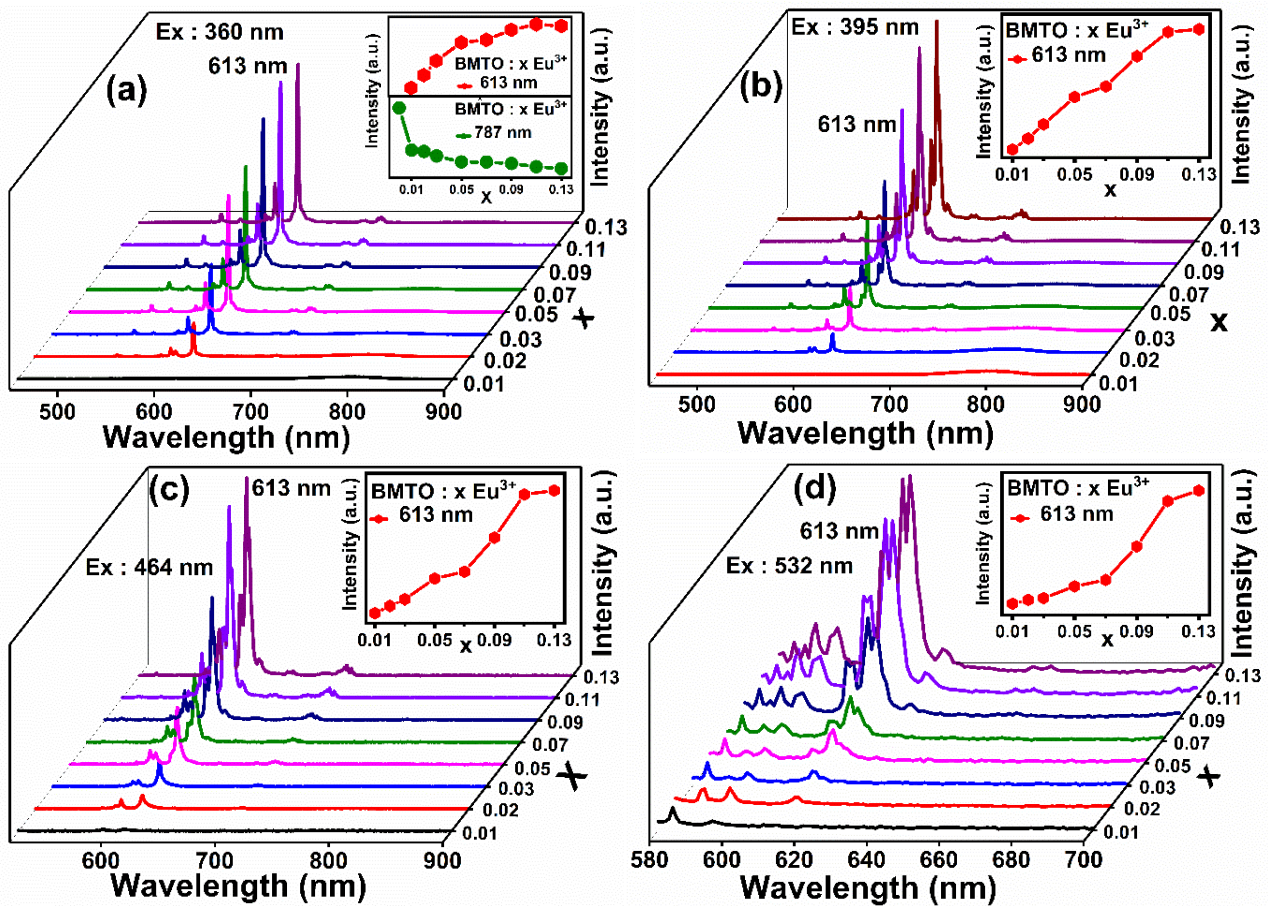 (a)
Ex : 360 nm
613 nm
BMTO : x Eu³⁺
613 nm
BMTO : x Eu³⁺
787 nm
Intensity (a.u.)
0.01 0.05 0.09 0.13
X
Intensity (a.u.)
0.13
0.11
0.09
0.07
0.05
0.03
0.02
0.01
X
500 600 700 800 900
Wavelength (nm)
(b)
Ex : 395 nm
613 nm
BMTO : x Eu³⁺
613 nm
Intensity (a.u.)
0.01 0.05 0.09 0.13
x
Intensity (a.u.)
0.13
0.11
0.09
0.07
0.05
0.03
0.02
0.01
X
500 600 700 800 900
Wavelength (nm)
(c)
Ex : 464 nm
613 nm
BMTO : x Eu³⁺
613 nm
Intensity (a.u.)
0.01 0.05 0.09 0.13
x
Intensity (a.u.)
0.13
0.11
0.09
0.07
0.05
0.03
0.02
0.01
X
600 700 800 900
Wavelength (nm)
(d)
Ex : 532 nm
613 nm
BMTO : x Eu³⁺
613 nm
Intensity (a.u.)
0.01 0.05 0.09 0.13
X
Intensity (a.u.)
0.13
0.11
0.09
0.07
0.05
0.03
0.02
0.01
X
580 600 620 640 660 680 700
Wavelength (nm)